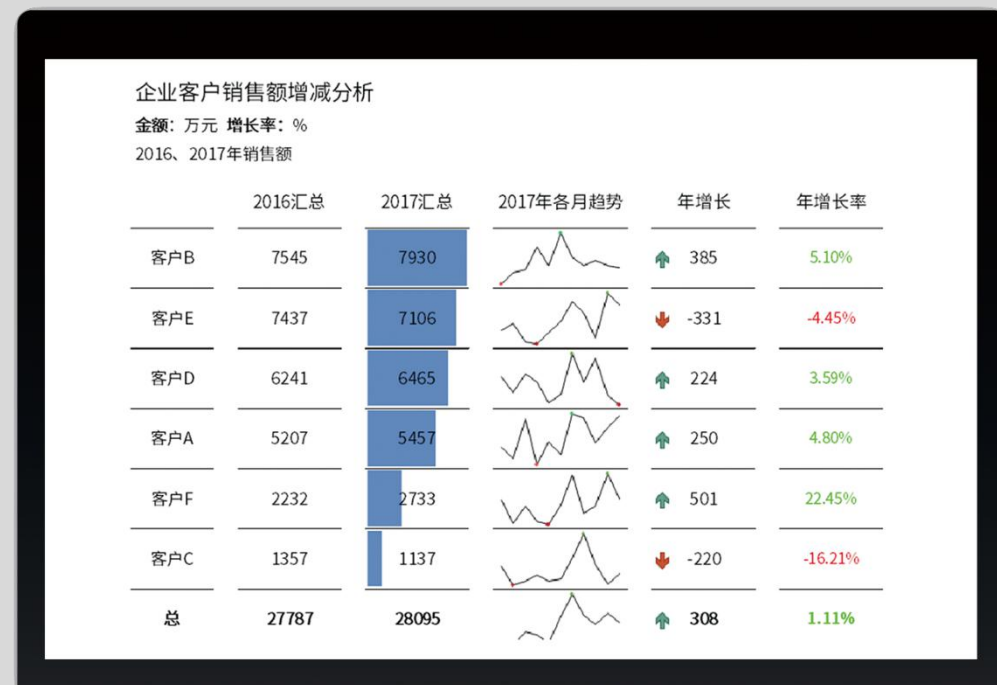 企业客户销售额增减分析
金额：万元 增长率：%
2016、2017年销售额
2016汇总 2017汇总 2017年各月趋势 年增长 年增长率
客户B 7545 7930 385 5.10%
客户E 7437 7106 -331 -4.45%
客户D 6241 6465 224 3.59%
客户A 5207 5457 250 4.80%
客户F 2232 2733 501 22.45%
客户C 1357 1137 -220 -16.21%
总 27787 28095 308 1.11%